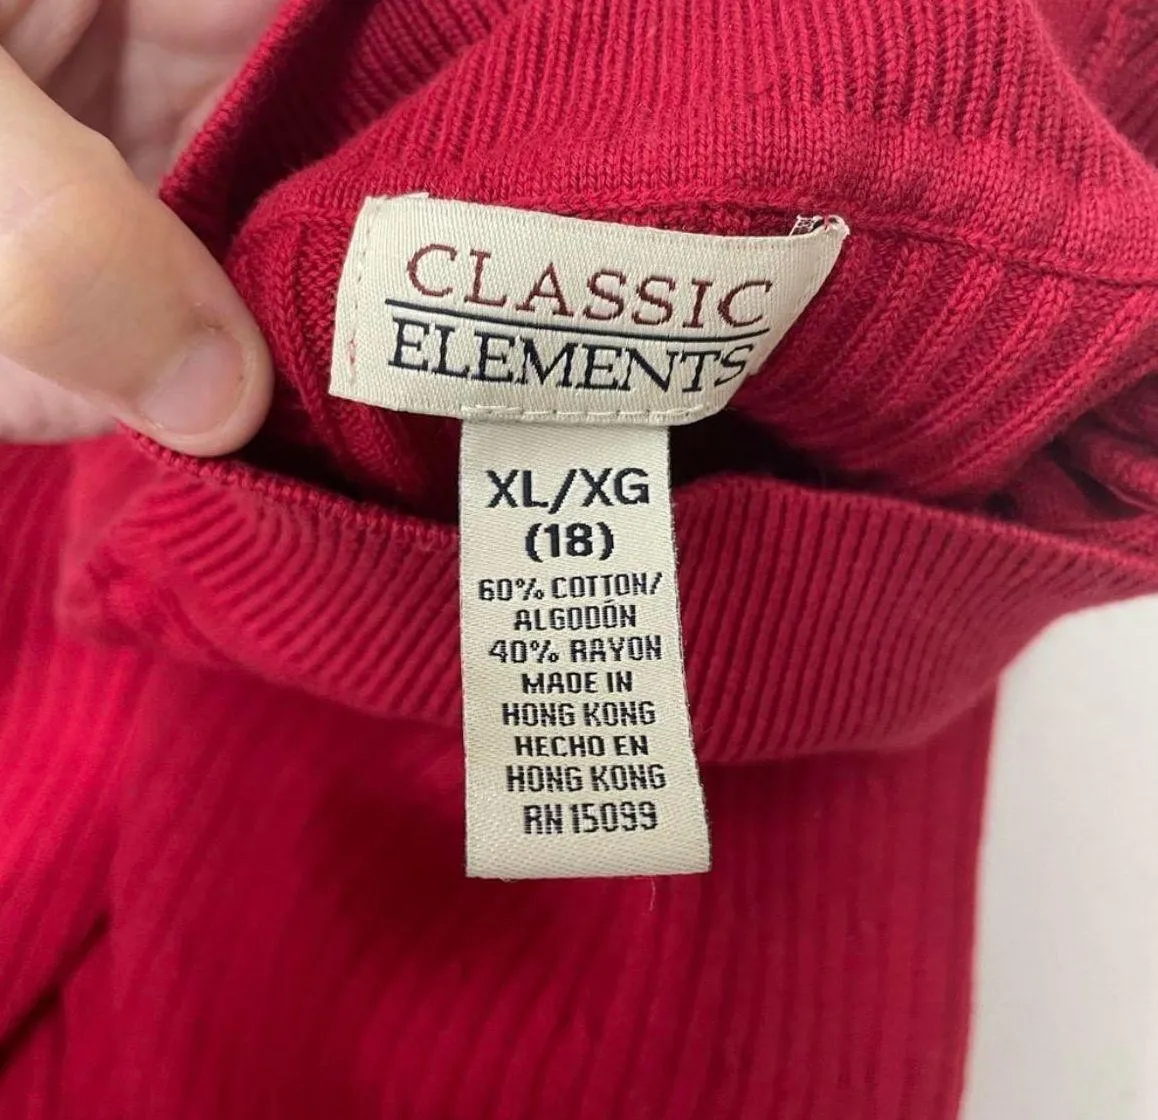 CLASSIC
ELEMENTS
XL/XG
(18)
60% COTTON/
ALGODÓN
40% RAYON
MADE IN
HONG KONG
HECHO EN
HONG KONG
RN 15099